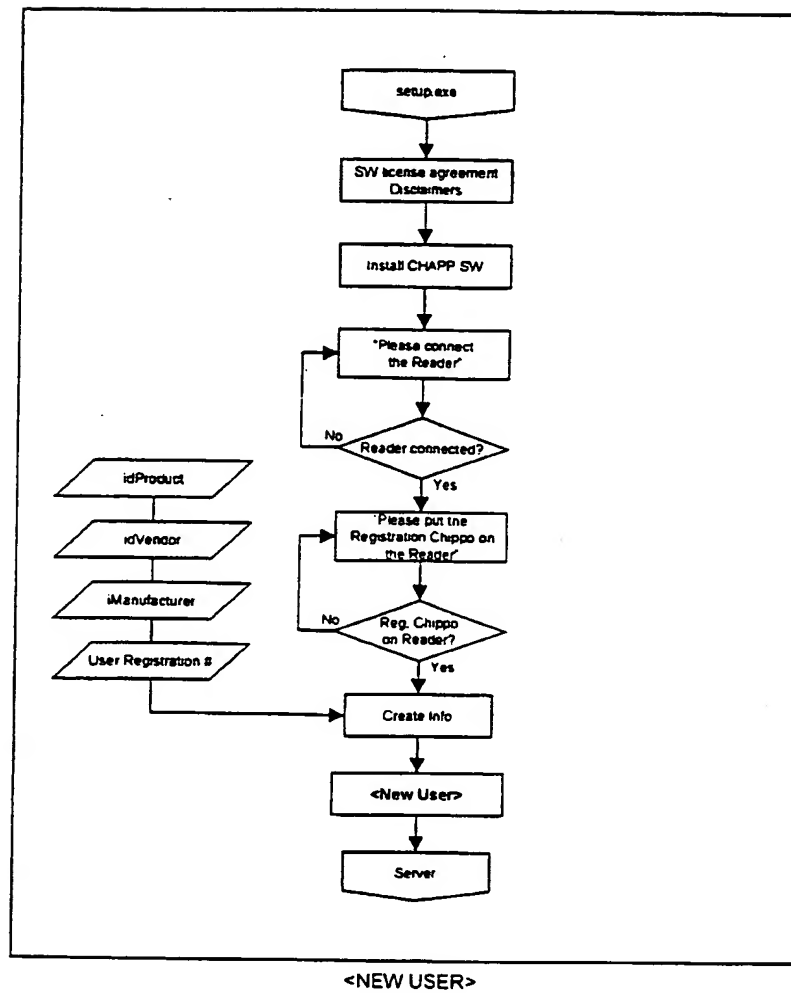 setup.exe
SW license agreement
Disclaimers
Install CHAPP SW
"Please connect
the Reader"
No
Reader connected?
Yes
idProduct
idVendor
iManufacturer
User Registration #
"Please put the
Registration Chippo on
the Reader"
No
Reg. Chippo
on Reader?
Yes
Create Info
<New User>
Server
<NEW USER>